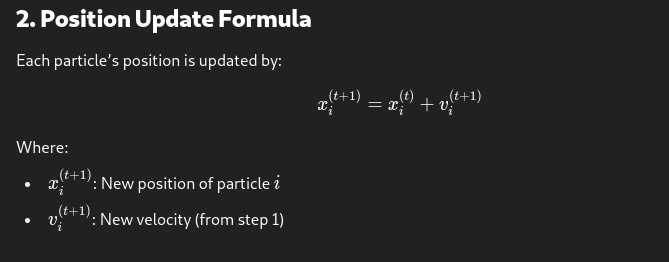 2. Position Update Formula
Each particle’s position is updated by:
x_i^{(t+1)} = x_i^{(t)} + v_i^{(t+1)}
Where:
• x_i^{(t+1)}: New position of particle i
• v_i^{(t+1)}: New velocity (from step 1)